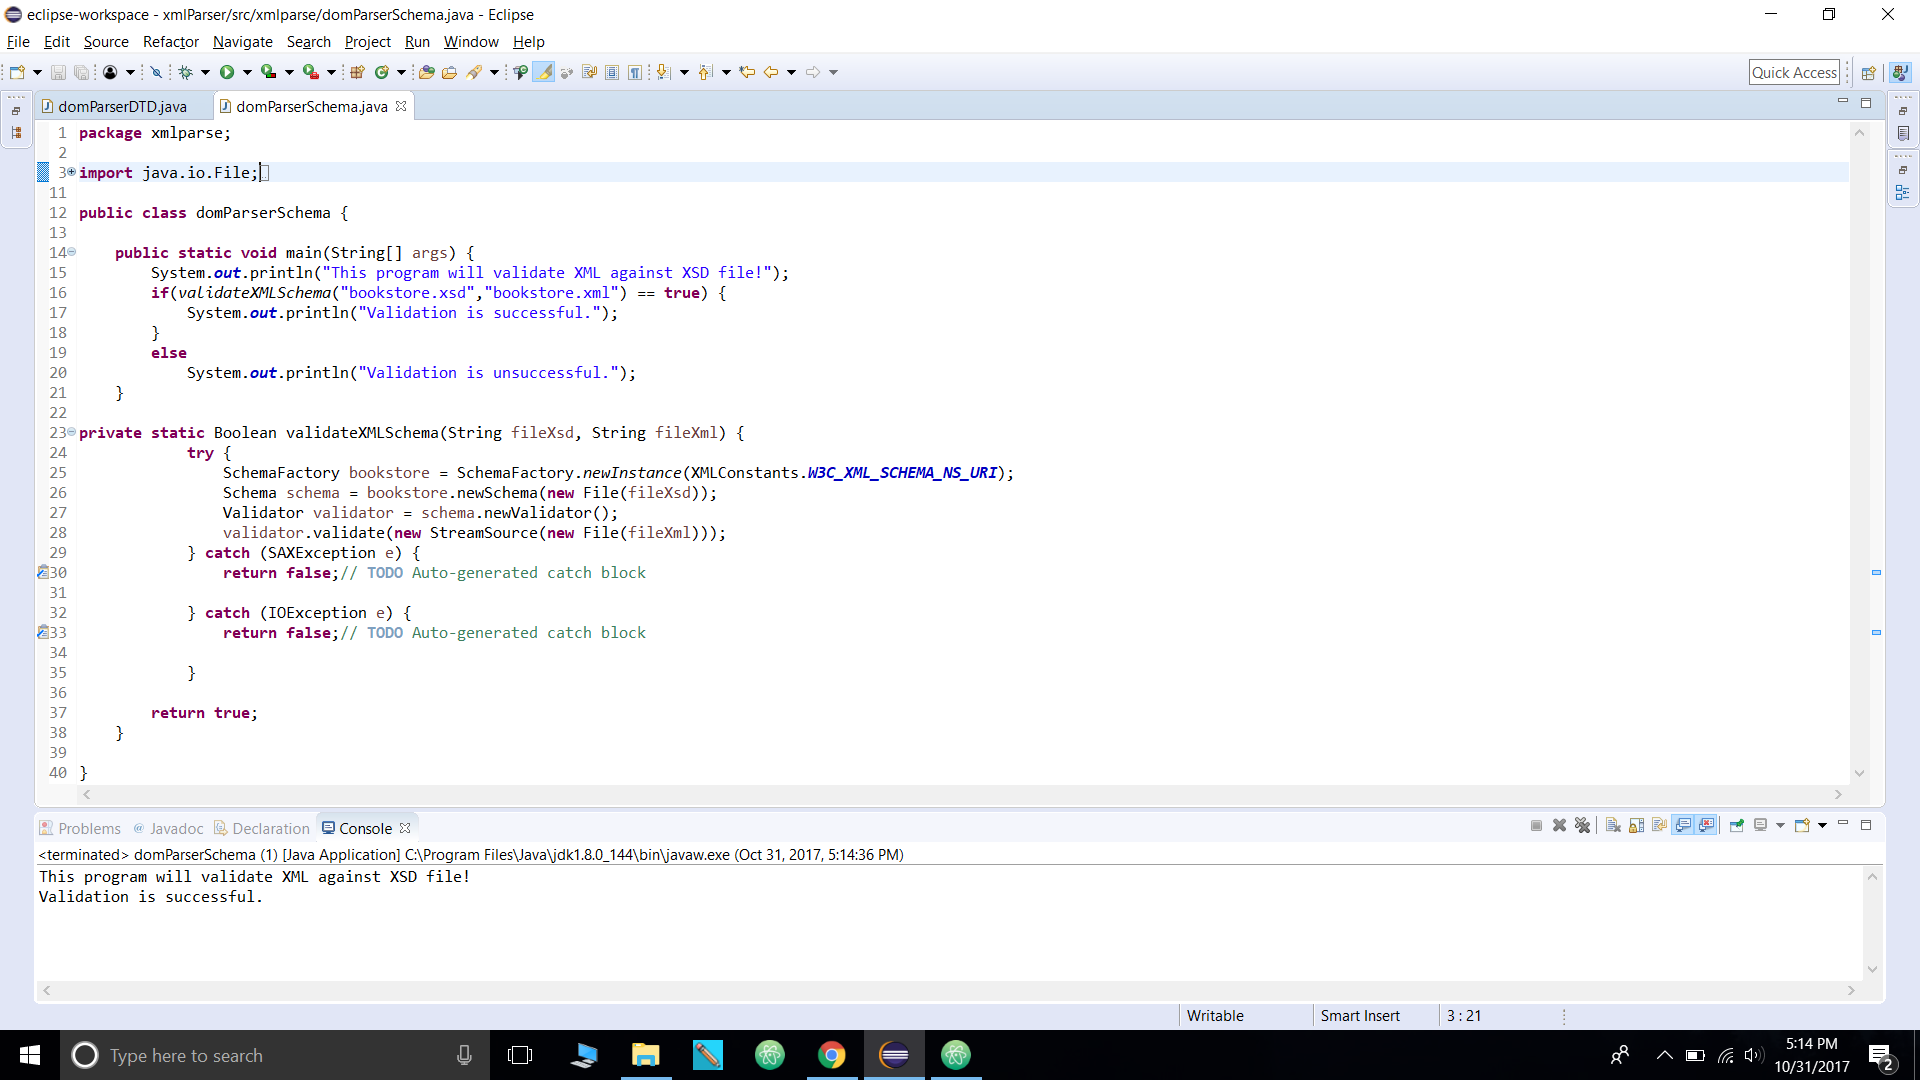 eclipse-workspace - xmlParser/src/xmlparse/domParserSchema.java - Eclipse
File Edit Source Refactor Navigate Search Project Run Window Help
Quick Access
domParserDTD.java domParserSchema.java
1 package xmlparse;
2
3 import java.io.File;
11
12 public class domParserSchema {
13
14 public static void main(String[] args) {
15 System.out.println("This program will validate XML against XSD file!");
16 if(validateXMLSchema("bookstore.xsd","bookstore.xml") == true) {
17 System.out.println("Validation is successful.");
18 }
19 else
20 System.out.println("Validation is unsuccessful.");
21 }
22
23 private static Boolean validateXMLSchema(String fileXsd, String fileXml) {
24 try {
25 SchemaFactory bookstore = SchemaFactory.newInstance(XMLConstants.W3C_XML_SCHEMA_NS_URI);
26 Schema schema = bookstore.newSchema(new File(fileXsd));
27 Validator validator = schema.newValidator();
28 validator.validate(new StreamSource(new File(fileXml)));
29 } catch (SAXException e) {
30 return false;// TODO Auto-generated catch block
31
32 } catch (IOException e) {
33 return false;// TODO Auto-generated catch block
34
35 }
36
37 return true;
38 }
39
40 }
Problems @ Javadoc Declaration Console
<terminated> domParserSchema (1) [Java Application] C:\Program Files\Java\jdk1.8.0_144\bin\javaw.exe (Oct 31, 2017, 5:14:36 PM)
This program will validate XML against XSD file!
Validation is successful.
Writable Smart Insert 3 : 21
Type here to search
5:14 PM
10/31/2017
2